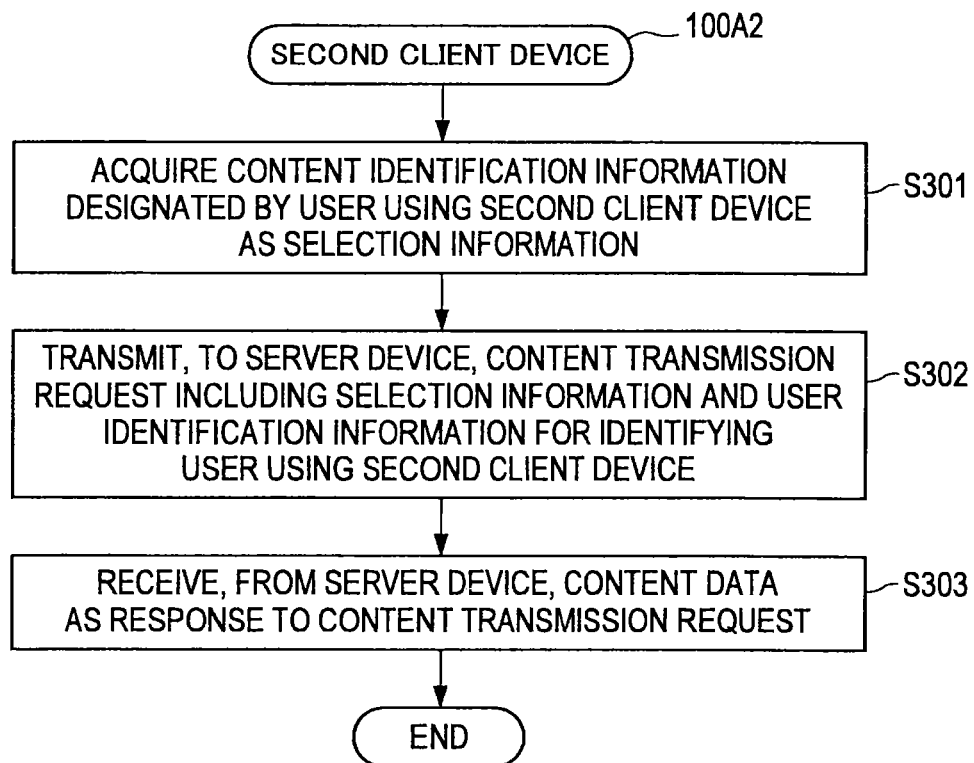 100A2
SECOND CLIENT DEVICE
ACQUIRE CONTENT IDENTIFICATION INFORMATION
DESIGNATED BY USER USING SECOND CLIENT DEVICE
AS SELECTION INFORMATION
S301
TRANSMIT, TO SERVER DEVICE, CONTENT TRANSMISSION
REQUEST INCLUDING SELECTION INFORMATION AND USER
IDENTIFICATION INFORMATION FOR IDENTIFYING
USER USING SECOND CLIENT DEVICE
S302
RECEIVE, FROM SERVER DEVICE, CONTENT DATA
AS RESPONSE TO CONTENT TRANSMISSION REQUEST
S303
END